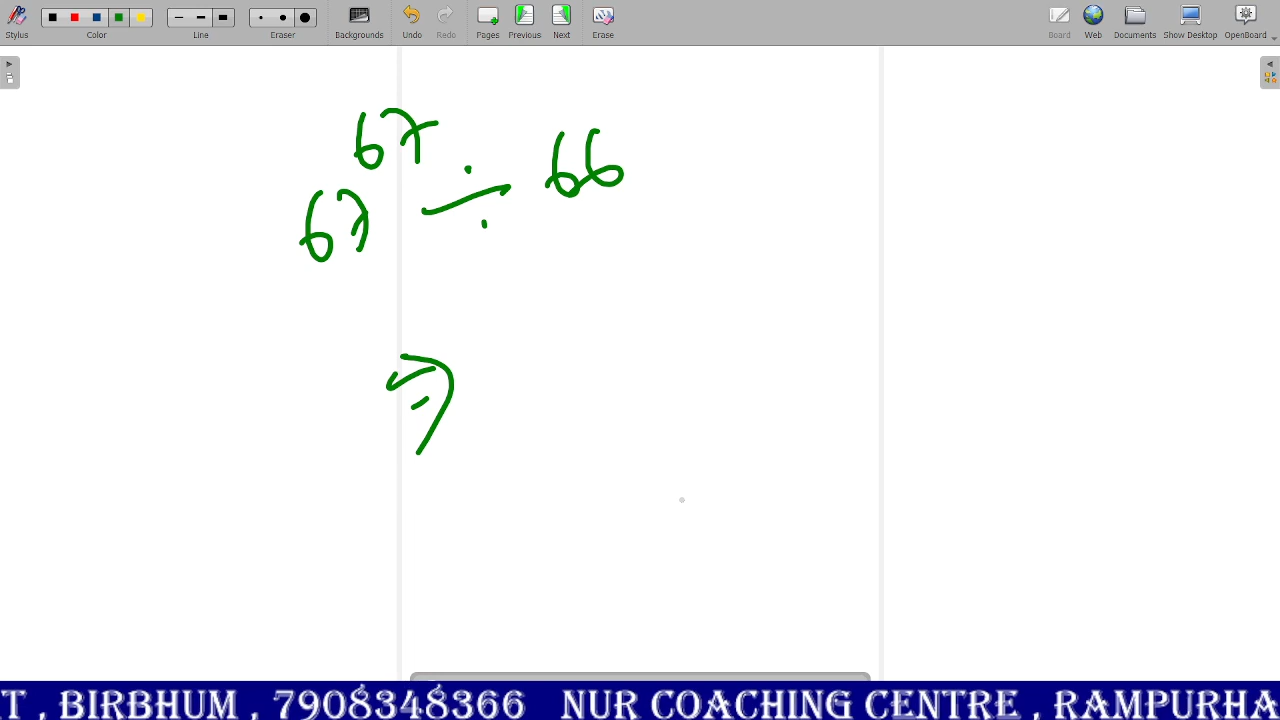 Stylus Color Line Eraser Backgrounds Undo Redo Pages Previous Next Erase Board Web Documents Show Desktop OpenBoard
67
67 ÷ 66
T , BIRBHUM , 7908348366 NUR COACHING CENTRE , RAMPURHA